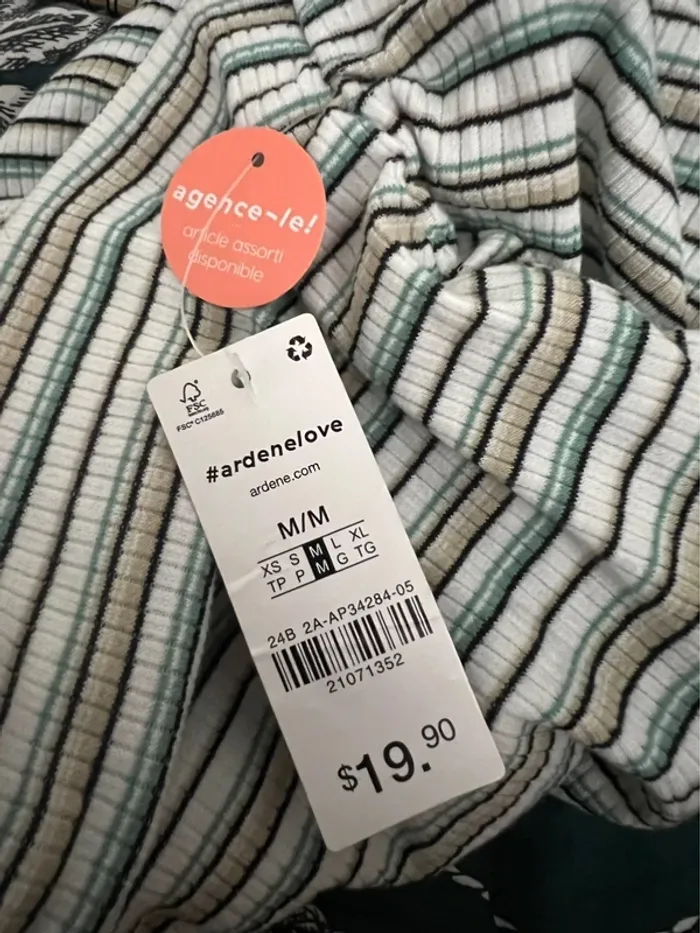 agence-le!
article assorti
disponible
FSC
FSC® C125885
#ardenelove
ardene.com
M/M
XS S M L XL
TP P M G TG
24B 2A-AP34284-05
21071352
$19.90